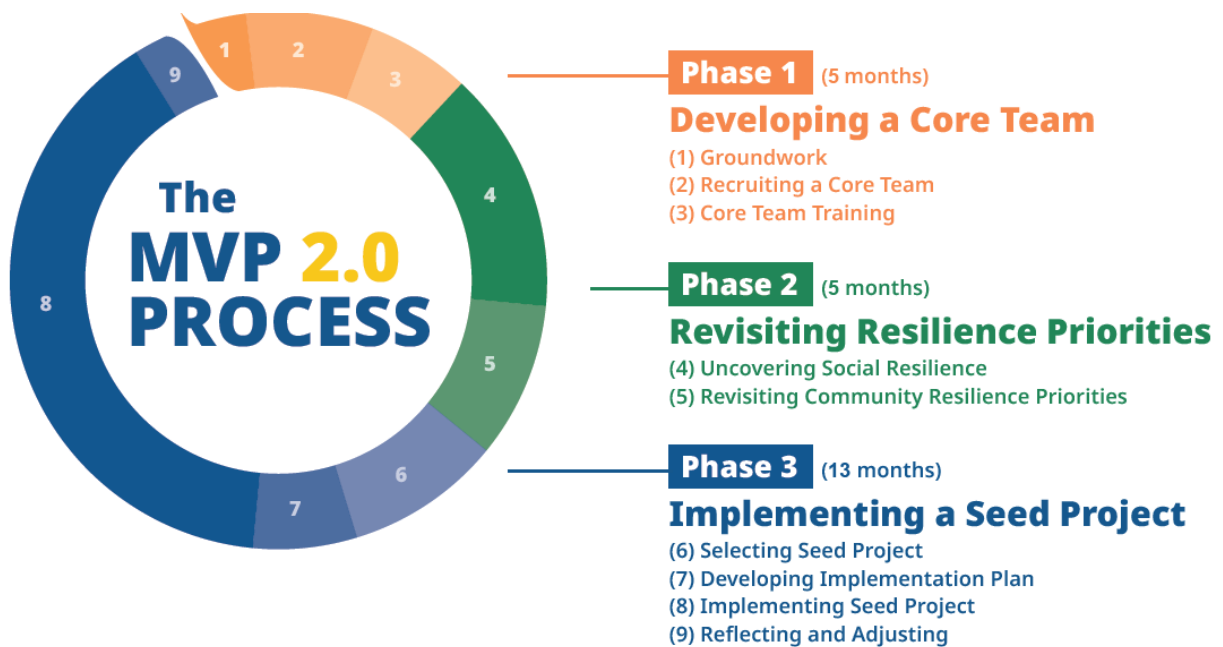 1
2
3
4
5
6
7
8
9
The
MVP 2.0
PROCESS
Phase 1 (5 months)
Developing a Core Team
(1) Groundwork
(2) Recruiting a Core Team
(3) Core Team Training
Phase 2 (5 months)
Revisiting Resilience Priorities
(4) Uncovering Social Resilience
(5) Revisiting Community Resilience Priorities
Phase 3 (13 months)
Implementing a Seed Project
(6) Selecting Seed Project
(7) Developing Implementation Plan
(8) Implementing Seed Project
(9) Reflecting and Adjusting